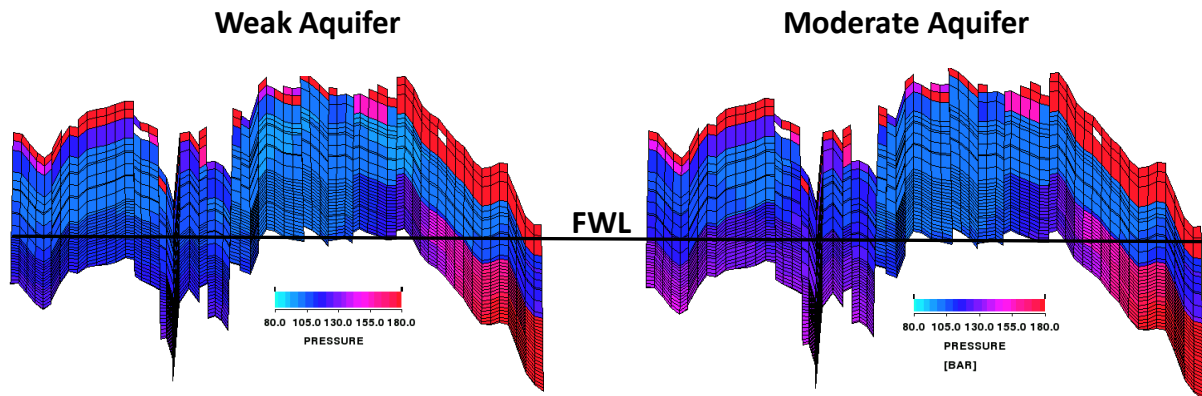 Weak Aquifer
Moderate Aquifer
FWL
80.0 105.0 130.0 155.0 180.0
PRESSURE
80.0 105.0 130.0 155.0 180.0
PRESSURE
[BAR]